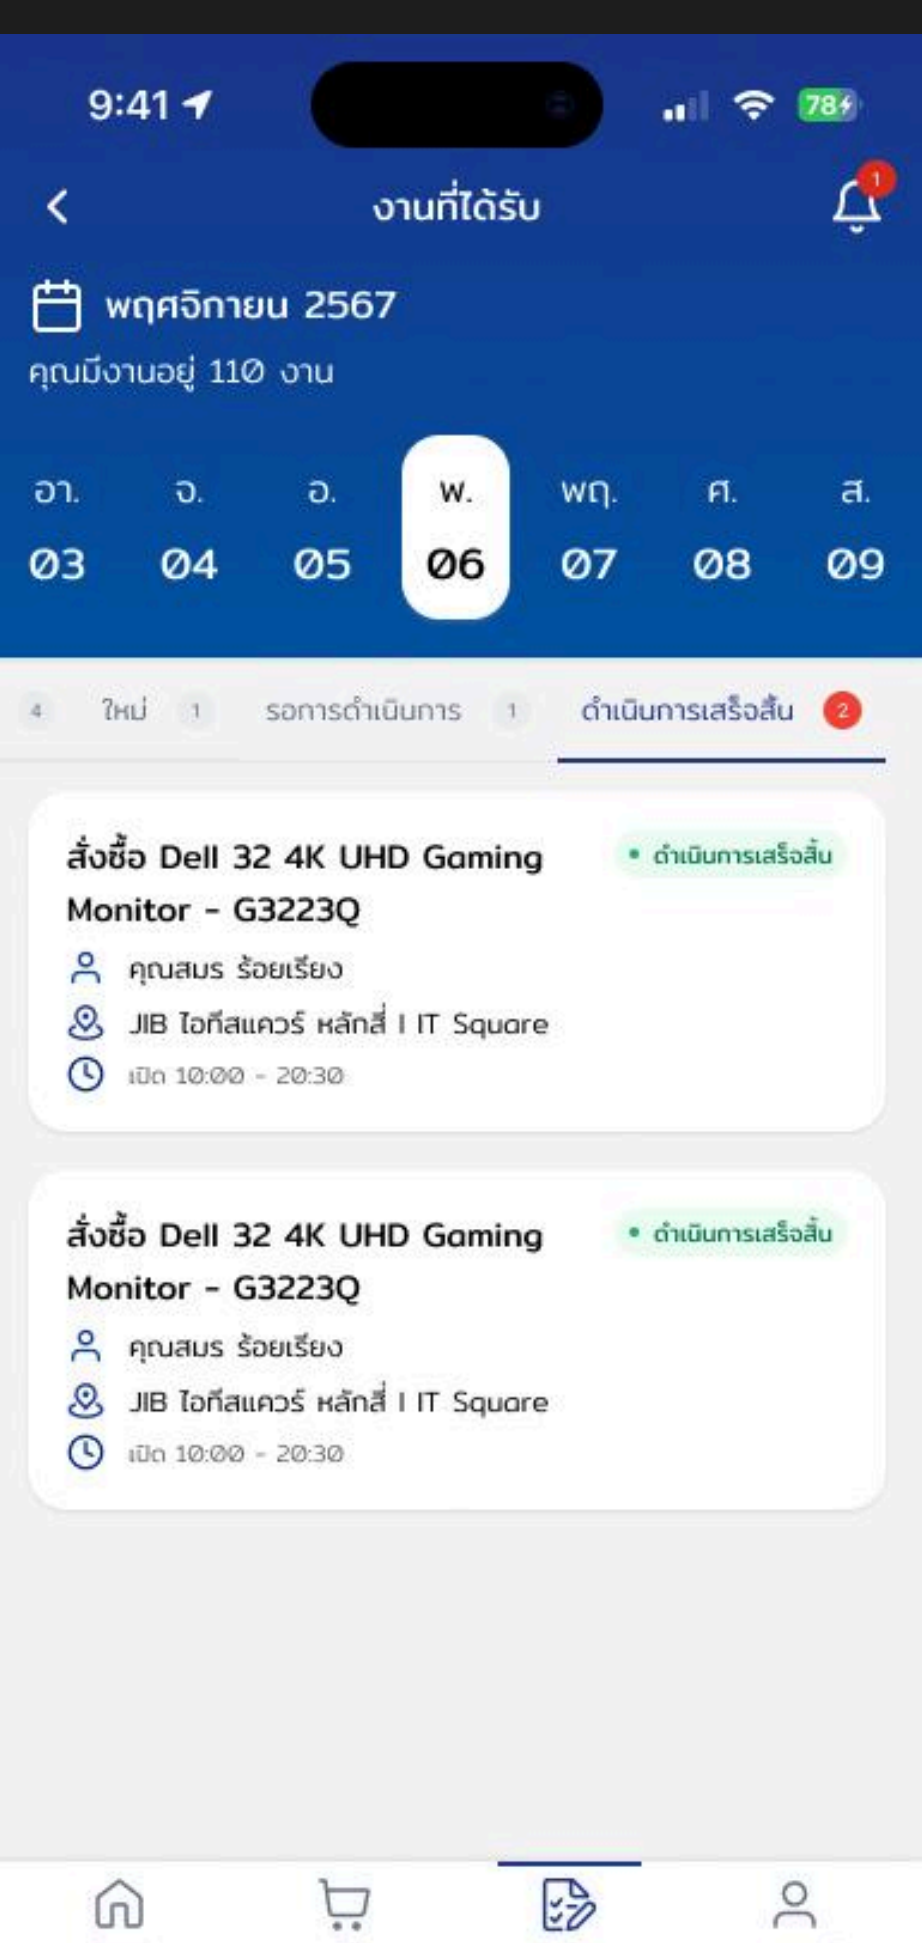 9:41
78
งานที่ได้รับ
1
พฤศจิกายน 2567
คุณมีงานอยู่ 110 งาน
อา. จ. อ. พ. พฤ. ศ. ส.
03 04 05 06 07 08 09
4 ใหม่ 1 รอการดำเนินการ 1 ดำเนินการเสร็จสิ้น 2
สั่งซื้อ Dell 32 4K UHD Gaming
Monitor - G3223Q
• ดำเนินการเสร็จสิ้น
คุณสมร ร้อยเรียง
JIB ไอทีสแควร์ หลักสี่ I IT Square
เปิด 10:00 - 20:30
สั่งซื้อ Dell 32 4K UHD Gaming
Monitor - G3223Q
• ดำเนินการเสร็จสิ้น
คุณสมร ร้อยเรียง
JIB ไอทีสแควร์ หลักสี่ I IT Square
เปิด 10:00 - 20:30